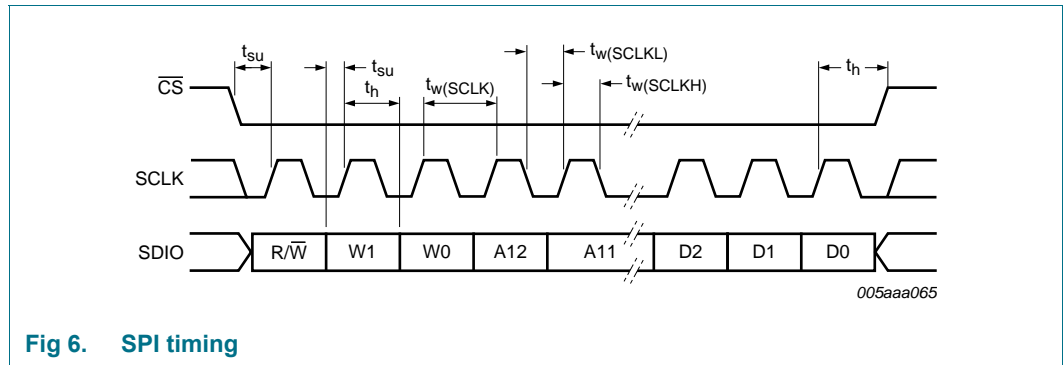 t_su
t_su
t_h
t_w(SCLK)
t_w(SCLKL)
t_w(SCLKH)
t_h
C̅S̅
SCLK
SDIO R/W̅ W1 W0 A12 A11 D2 D1 D0
005aaa065
Fig 6. SPI timing